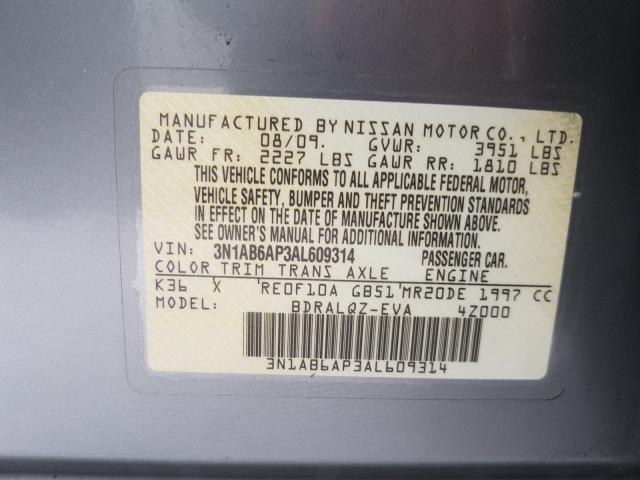 MANUFACTURED BY NISSAN MOTOR CO., LTD.
DATE: 08/09. GVWR: 3951 LBS
GAWR FR: 2227 LBS GAWR RR: 1810 LBS
THIS VEHICLE CONFORMS TO ALL APPLICABLE FEDERAL MOTOR,
VEHICLE SAFETY, BUMPER AND THEFT PREVENTION STANDARDS
IN EFFECT ON THE DATE OF MANUFACTURE SHOWN ABOVE.
SEE OWNER'S MANUAL FOR ADDITIONAL INFORMATION.
VIN: 3N1AB6AP3AL609314 PASSENGER CAR.
COLOR TRIM TRANS AXLE ENGINE
K36 X RE0F10A GB51 MR20DE 1997 CC
MODEL: BDRALQZ-EVA 4Z000
3N1AB6AP3AL609314